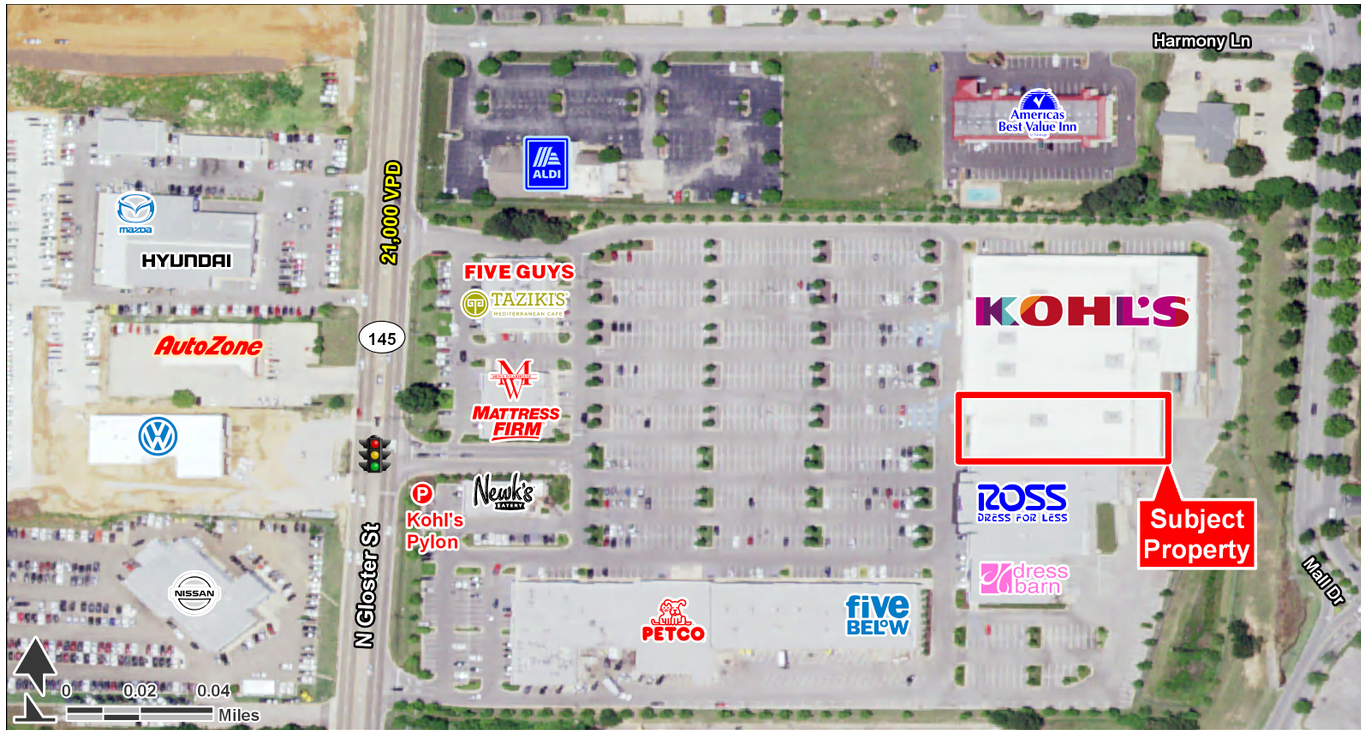 Harmony Ln
Americas
Best Value Inn
ALDI
21,000 VPD
mazda
HYUNDAI
FIVE GUYS
TAZIKI'S
MEDITERRANEAN CAFE
KOHL'S
145
AutoZone
MW
MATTRESS
FIRM
Newk's
EATERY
P
Kohl's
Pylon
ROSS
DRESS FOR LESS
Subject
Property
dress
barn
Mall Dr
N Gloster St
NISSAN
PETCO
five
BEL°W
0 0.02 0.04
Miles